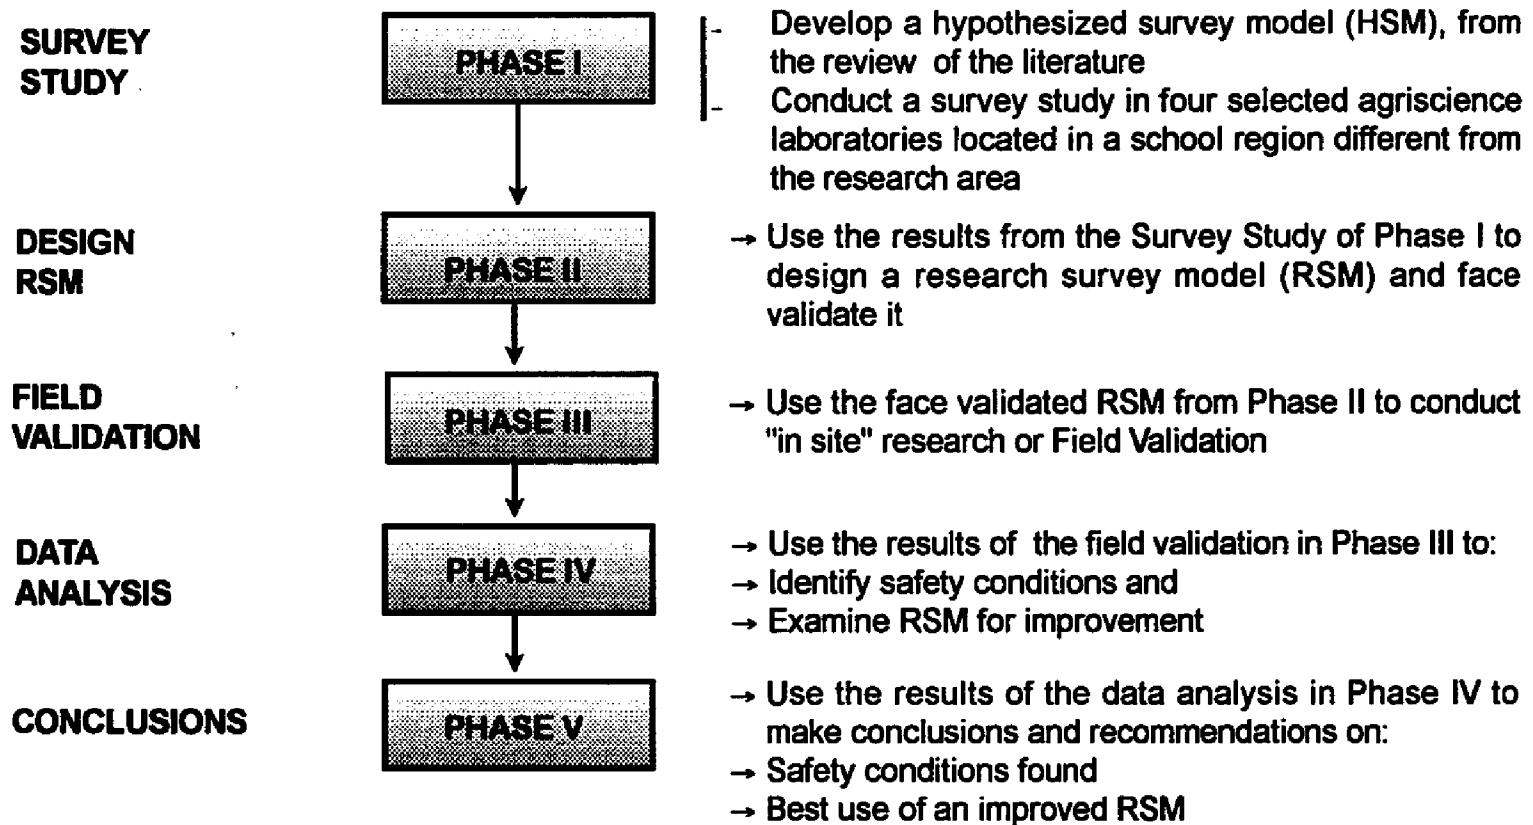 SURVEY
STUDY
PHASE I
- Develop a hypothesized survey model (HSM), from
the review of the literature
- Conduct a survey study in four selected agriscience
laboratories located in a school region different from
the research area
DESIGN
RSM
PHASE II
→ Use the results from the Survey Study of Phase I to
design a research survey model (RSM) and face
validate it
FIELD
VALIDATION
PHASE III
→ Use the face validated RSM from Phase II to conduct
"in site" research or Field Validation
DATA
ANALYSIS
PHASE IV
→ Use the results of the field validation in Phase III to:
→ Identify safety conditions and
→ Examine RSM for improvement
CONCLUSIONS
PHASE V
→ Use the results of the data analysis in Phase IV to
make conclusions and recommendations on:
→ Safety conditions found
→ Best use of an improved RSM